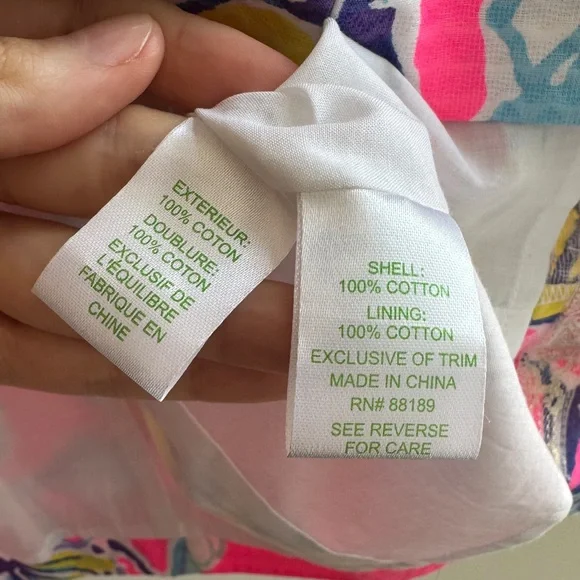 EXTERIEUR:
100% COTON
DOUBLURE:
100% COTON
EXCLUSIF DE
L'ÉQUILIBRE
FABRIQUE EN
CHINE
SHELL:
100% COTTON
LINING:
100% COTTON
EXCLUSIVE OF TRIM
MADE IN CHINA
RN# 88189
SEE REVERSE
FOR CARE